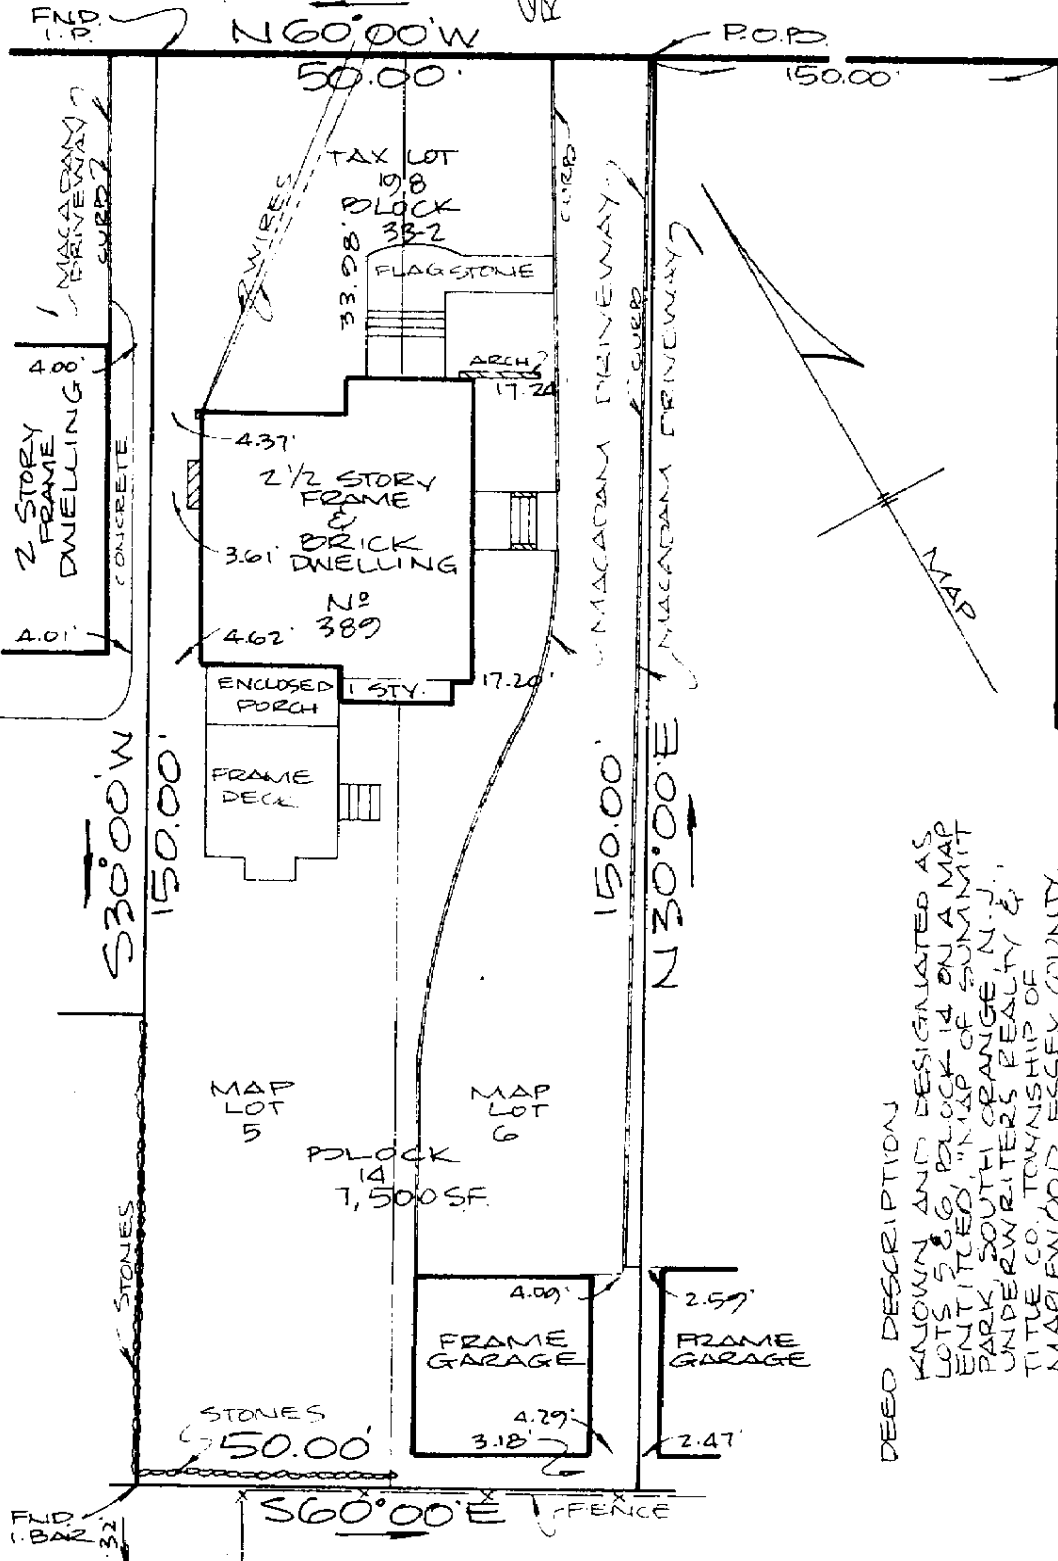 FND.
I.P.
N60°00'W
50.00'
P.O.B.
150.00'
MACADAM
DRIVEWAY
CURB
WIRES
TAX LOT
198
BLOCK
33-2
33.98'
FLAGSTONE
CURB
ARCH
17.24'
MACADAM DRIVEWAY
CURB
MACADAM DRIVEWAY
MAP
4.00'
2 STORY
FRAME
DWELLING
4.01'
CONCRETE
4.37'
2 1/2 STORY
FRAME
&
BRICK
DWELLING
Nº
389
3.61'
4.62'
ENCLOSED
PORCH
1 STY.
17.20'
FRAME
DECK
S30°00'W
150.00'
150.00'
N30°00'E
MAP
LOT
5
MAP
LOT
6
BLOCK
14
7,500 SF.
STONES
4.09'
2.59'
FRAME
GARAGE
FRAME
GARAGE
4.29'
3.18'
2.47'
STONES
50.00'
S60°00'E
FENCE
FND.
I.BAR
.32'
DEED DESCRIPTION
KNOWN AND DESIGNATED AS
LOTS 5 & 6, BLOCK 14 ON A MAP
ENTITLED, "MAP OF SUMMIT
PARK, SOUTH ORANGE, N.J.,
UNDERWRITERS REALTY &
TITLE CO., TOWNSHIP OF
MAPLEWOOD ESSEX COUNTY,